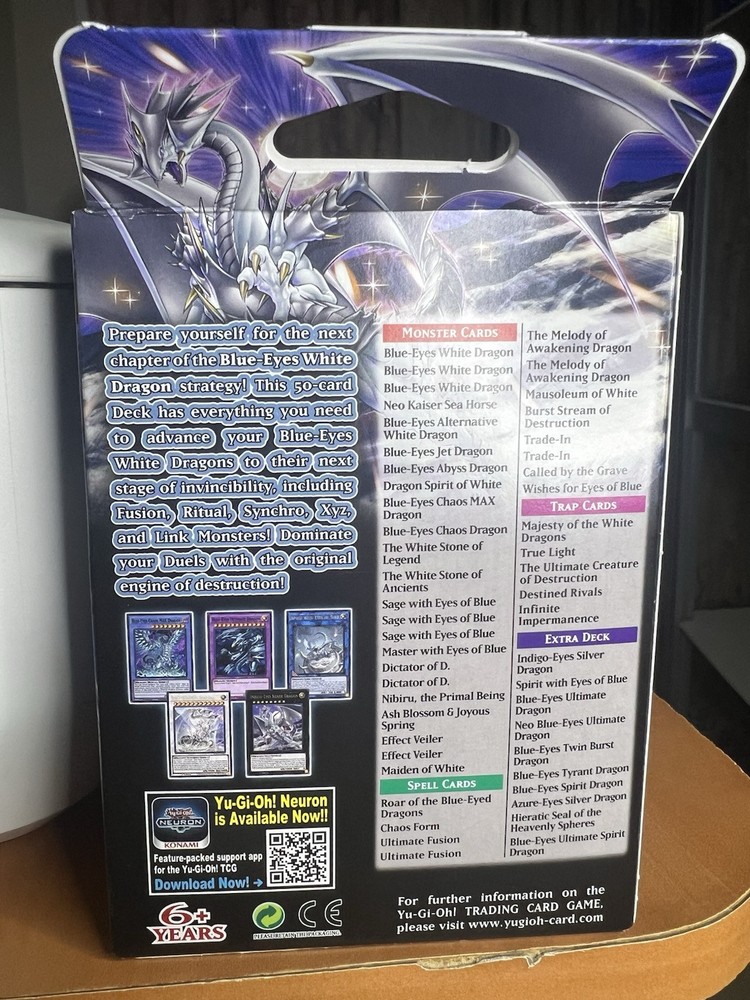 Prepare yourself for the next
chapter of the Blue-Eyes White
Dragon strategy! This 50-card
Deck has everything you need
to advance your Blue-Eyes
White Dragons to their next
stage of invincibility, including
Fusion, Ritual, Synchro, Xyz,
and Link Monsters! Dominate
your Duels with the original
engine of destruction!
MONSTER CARDS
Blue-Eyes White Dragon
Blue-Eyes White Dragon
Blue-Eyes White Dragon
Neo Kaiser Sea Horse
Blue-Eyes Alternative
White Dragon
Blue-Eyes Jet Dragon
Blue-Eyes Abyss Dragon
Dragon Spirit of White
Blue-Eyes Chaos MAX
Dragon
Blue-Eyes Chaos Dragon
The White Stone of
Legend
The White Stone of
Ancients
Sage with Eyes of Blue
Sage with Eyes of Blue
Sage with Eyes of Blue
Master with Eyes of Blue
Dictator of D.
Dictator of D.
Nibiru, the Primal Being
Ash Blossom & Joyous
Spring
Effect Veiler
Effect Veiler
Maiden of White
SPELL CARDS
Roar of the Blue-Eyed
Dragons
Chaos Form
Ultimate Fusion
Ultimate Fusion
The Melody of
Awakening Dragon
The Melody of
Awakening Dragon
Mausoleum of White
Burst Stream of
Destruction
Trade-In
Trade-In
Called by the Grave
Wishes for Eyes of Blue
TRAP CARDS
Majesty of the White
Dragons
True Light
The Ultimate Creature
of Destruction
Destined Rivals
Infinite
Impermanence
EXTRA DECK
Indigo-Eyes Silver
Dragon
Spirit with Eyes of Blue
Blue-Eyes Ultimate
Dragon
Neo Blue-Eyes Ultimate
Dragon
Blue-Eyes Twin Burst
Dragon
Blue-Eyes Tyrant Dragon
Blue-Eyes Spirit Dragon
Azure-Eyes Silver Dragon
Hieratic Seal of the
Heavenly Spheres
Blue-Eyes Ultimate Spirit
Dragon
NEURON
KONAMI
Yu-Gi-Oh! Neuron
is Available Now!!
Feature-packed support app
for the Yu-Gi-Oh! TCG
Download Now! →
6+
YEARS
PLEASE RETAIN THIS PACKAGING
CE
For further information on the
Yu-Gi-Oh! TRADING CARD GAME,
please visit www.yugioh-card.com